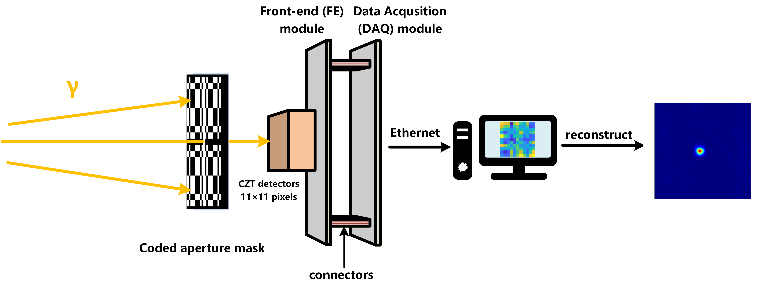 Front-end (FE)
module
Data Acqusition
(DAQ) module
γ
Ethernet
reconstruct
CZT detectors
11×11 pixels
Coded aperture mask
connectors